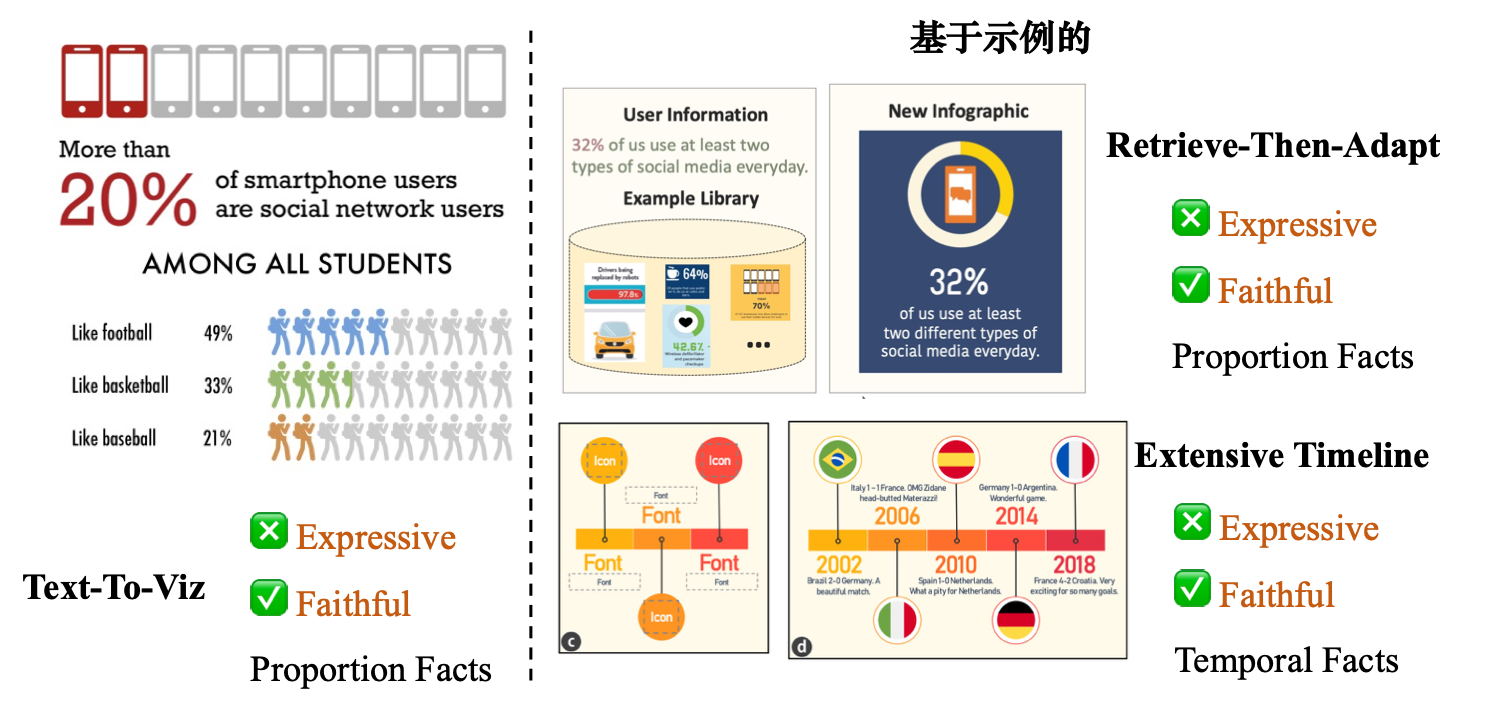 More than
20%
of smartphone users
are social network users
AMONG ALL STUDENTS
Like football 49%
Like basketball 33%
Like baseball 21%
Text-To-Viz
Expressive
Faithful
Proportion Facts
基于示例的
User Information
32% of us use at least two
types of social media everyday.
Example Library
Drivers being
replaced by robots
97.8%
64%
70%
42.6%
Wireless defibrillator
and pacemaker
checkups
New Infographic
32%
of us use at least
two different types of
social media everyday.
Retrieve-Then-Adapt
Expressive
Faithful
Proportion Facts
Icon
Icon
Font
Font
Font
Font
Font
Font
Icon
c
Italy 1-1 France. OMG Zidane
head-butted Materazzi!
Germany 1-0 Argentina.
Wonderful game.
2006
2014
2002
2010
2018
Brazil 2-0 Germany. A
beautiful match.
Spain 1-0 Netherlands.
What a pity for Netherlands.
France 4-2 Croatia. Very
exciting for so many goals.
d
Extensive Timeline
Expressive
Faithful
Temporal Facts